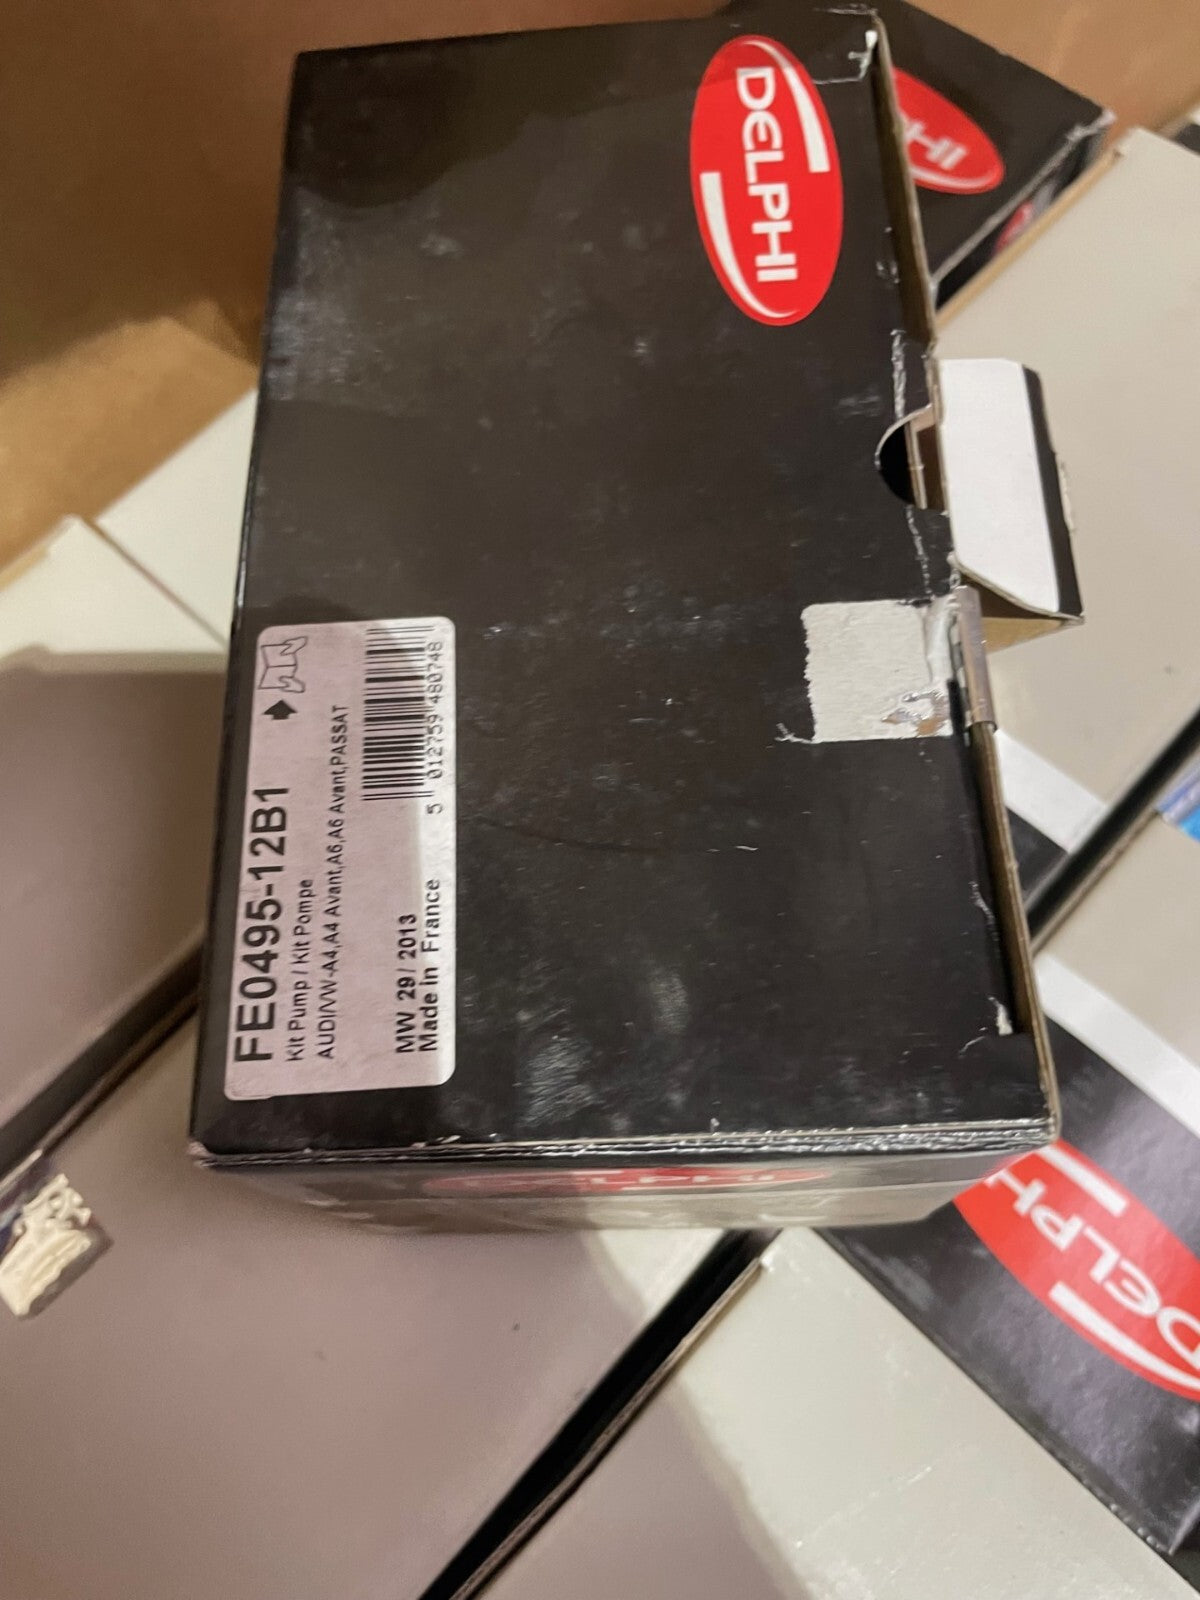 DELPHI
PHI
FE0495-12B1
Kit Pump / Kit Pompe
AUDI/VW-A4,A4 Avant,A6,A6 Avant,PASSAT
5 012759 480748
MW 29/ 2013
Made in France
DELPHI
DELPHI